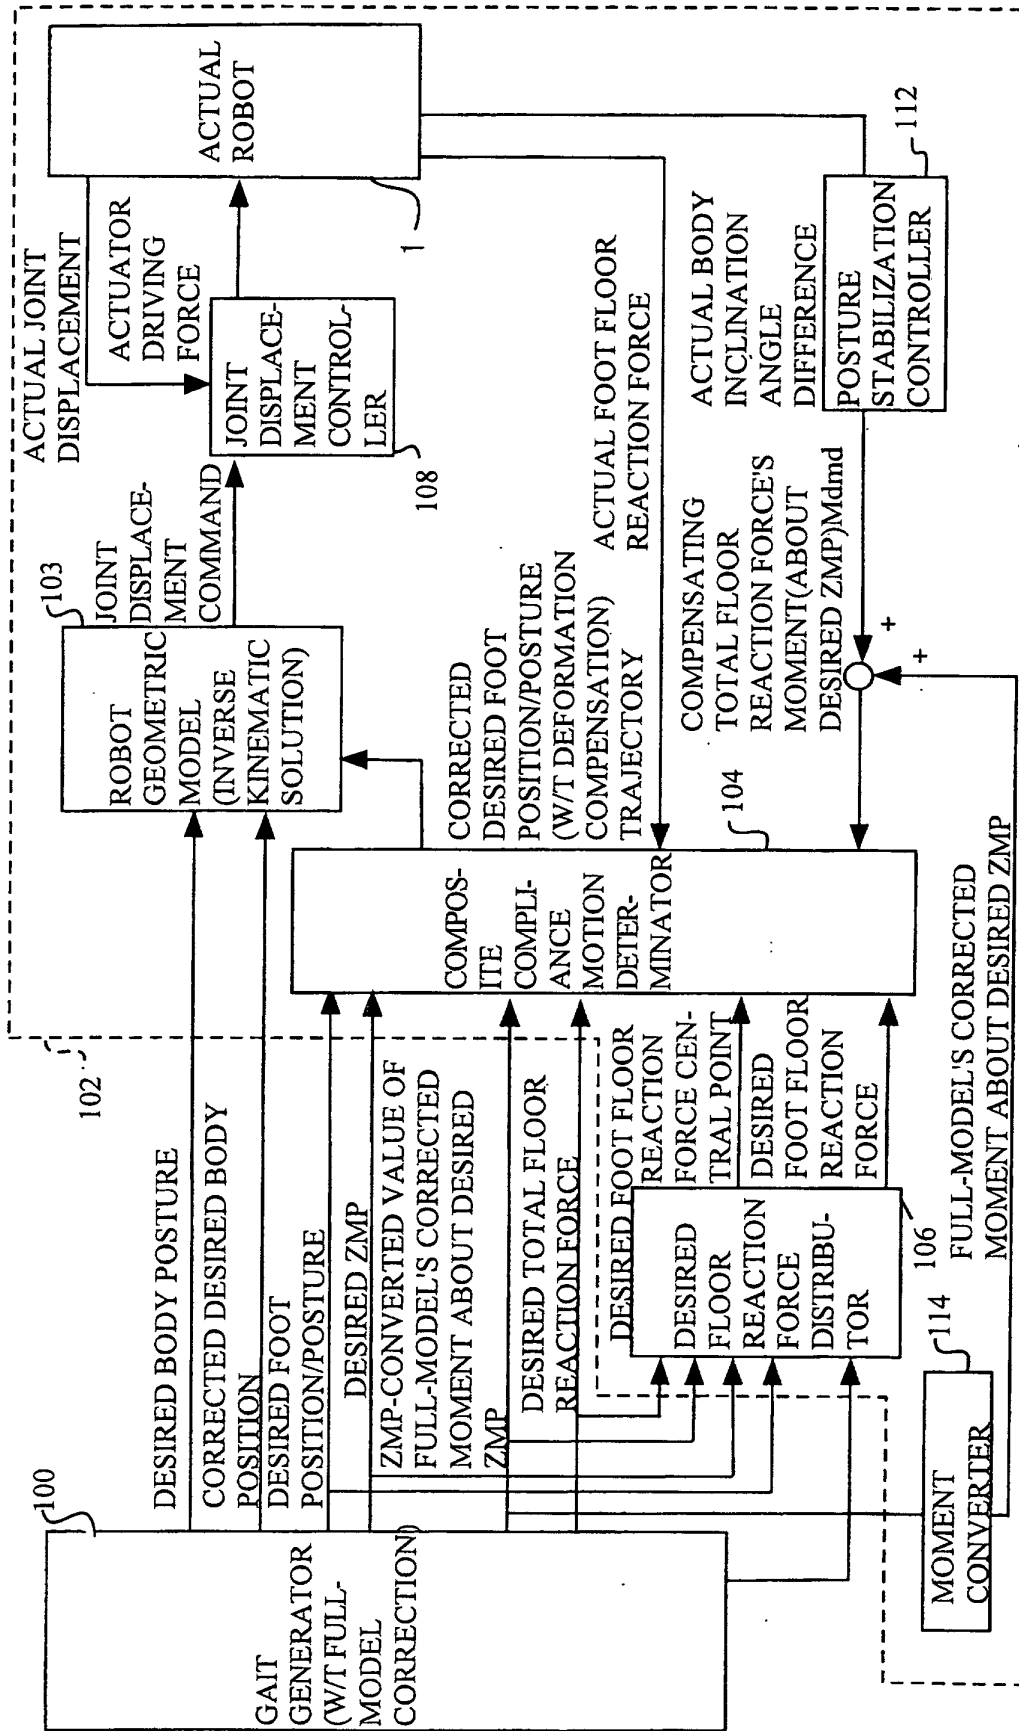 100
GAIT
GENERATOR
(W/T FULL-
MODEL
CORRECTION)
DESIRED BODY POSTURE
CORRECTED DESIRED BODY
POSITION
DESIRED FOOT
POSITION/POSTURE
DESIRED ZMP
ZMP-CONVERTED VALUE OF
FULL-MODEL'S CORRECTED
MOMENT ABOUT DESIRED
ZMP
DESIRED TOTAL FLOOR
REACTION FORCE
102
103
ROBOT
GEOMETRIC
MODEL
(INVERSE
KINEMATIC
SOLUTION)
JOINT
DISPLACE-
MENT
COMMAND
ACTUAL JOINT
DISPLACEMENT
ACTUATOR
DRIVING
FORCE
JOINT
DISPLACE-
MENT
CONTROL-
LER
108
ACTUAL
ROBOT
1
COMPOS-
ITE
COMPLI-
ANCE
MOTION
DETER-
MINATOR
104
CORRECTED
DESIRED FOOT
POSITION/POSTURE
(W/T DEFORMATION
COMPENSATION)
TRAJECTORY
ACTUAL FOOT FLOOR
REACTION FORCE
DESIRED FOOT FLOOR
REACTION
FORCE CEN-
TRAL POINT
DESIRED
FOOT FLOOR
REACTION
FORCE
DESIRED
FLOOR
REACTION
FORCE
DISTRIBU-
TOR
106
COMPENSATING
TOTAL FLOOR
REACTION FORCE'S
MOMENT(ABOUT
DESIRED ZMP)Mdmd
+
+
ACTUAL BODY
INCLINATION
ANGLE
DIFFERENCE
POSTURE
STABILIZATION
CONTROLLER
112
114
MOMENT
CONVERTER
FULL-MODEL'S CORRECTED
MOMENT ABOUT DESIRED ZMP